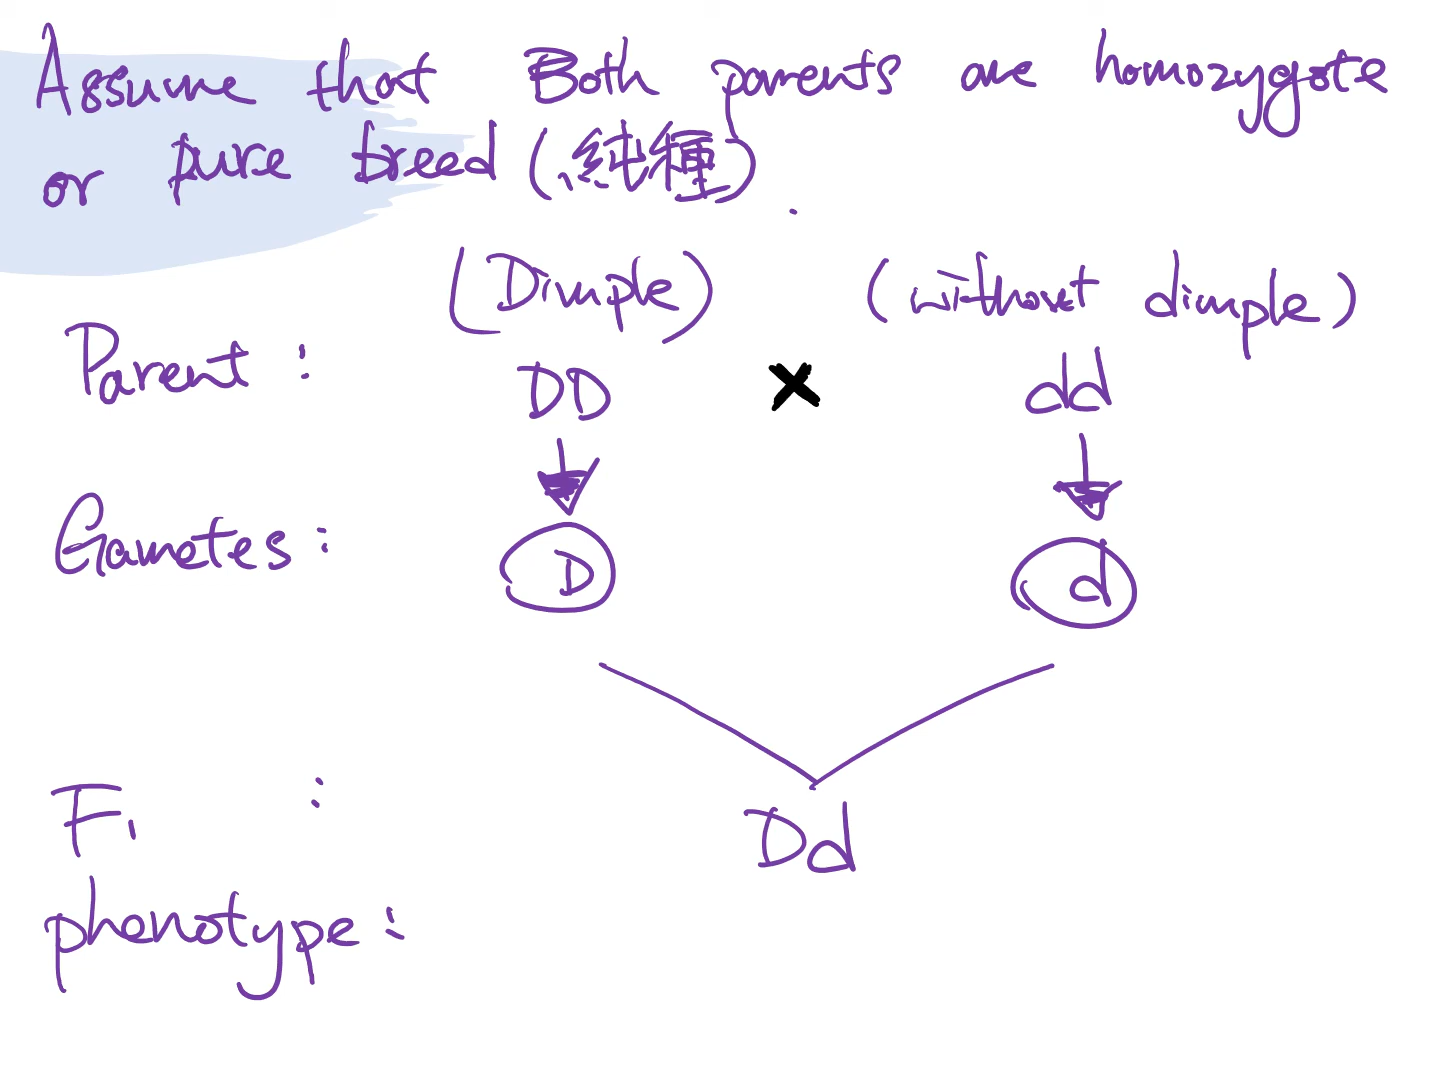 Assume that Both parents are homozygote
or pure breed (純種).
(Dimple) (without dimple)
Parent : DD × dd
Gametes : D d
F1 : Dd
phenotype :